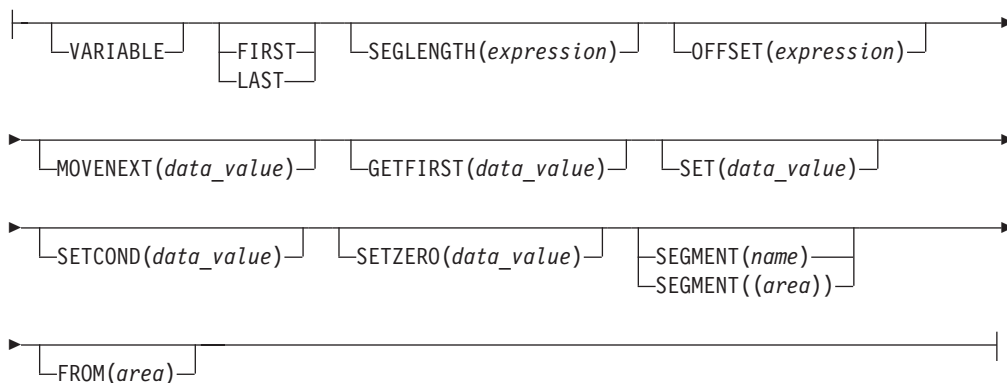 VARIABLE FIRST SEGLENGTH(expression) OFFSET(expression)
LAST
MOVENEXT(data_value) GETFIRST(data_value) SET(data_value)
SETCOND(data_value) SETZERO(data_value) SEGMENT(name)
SEGMENT((area))
FROM(area)